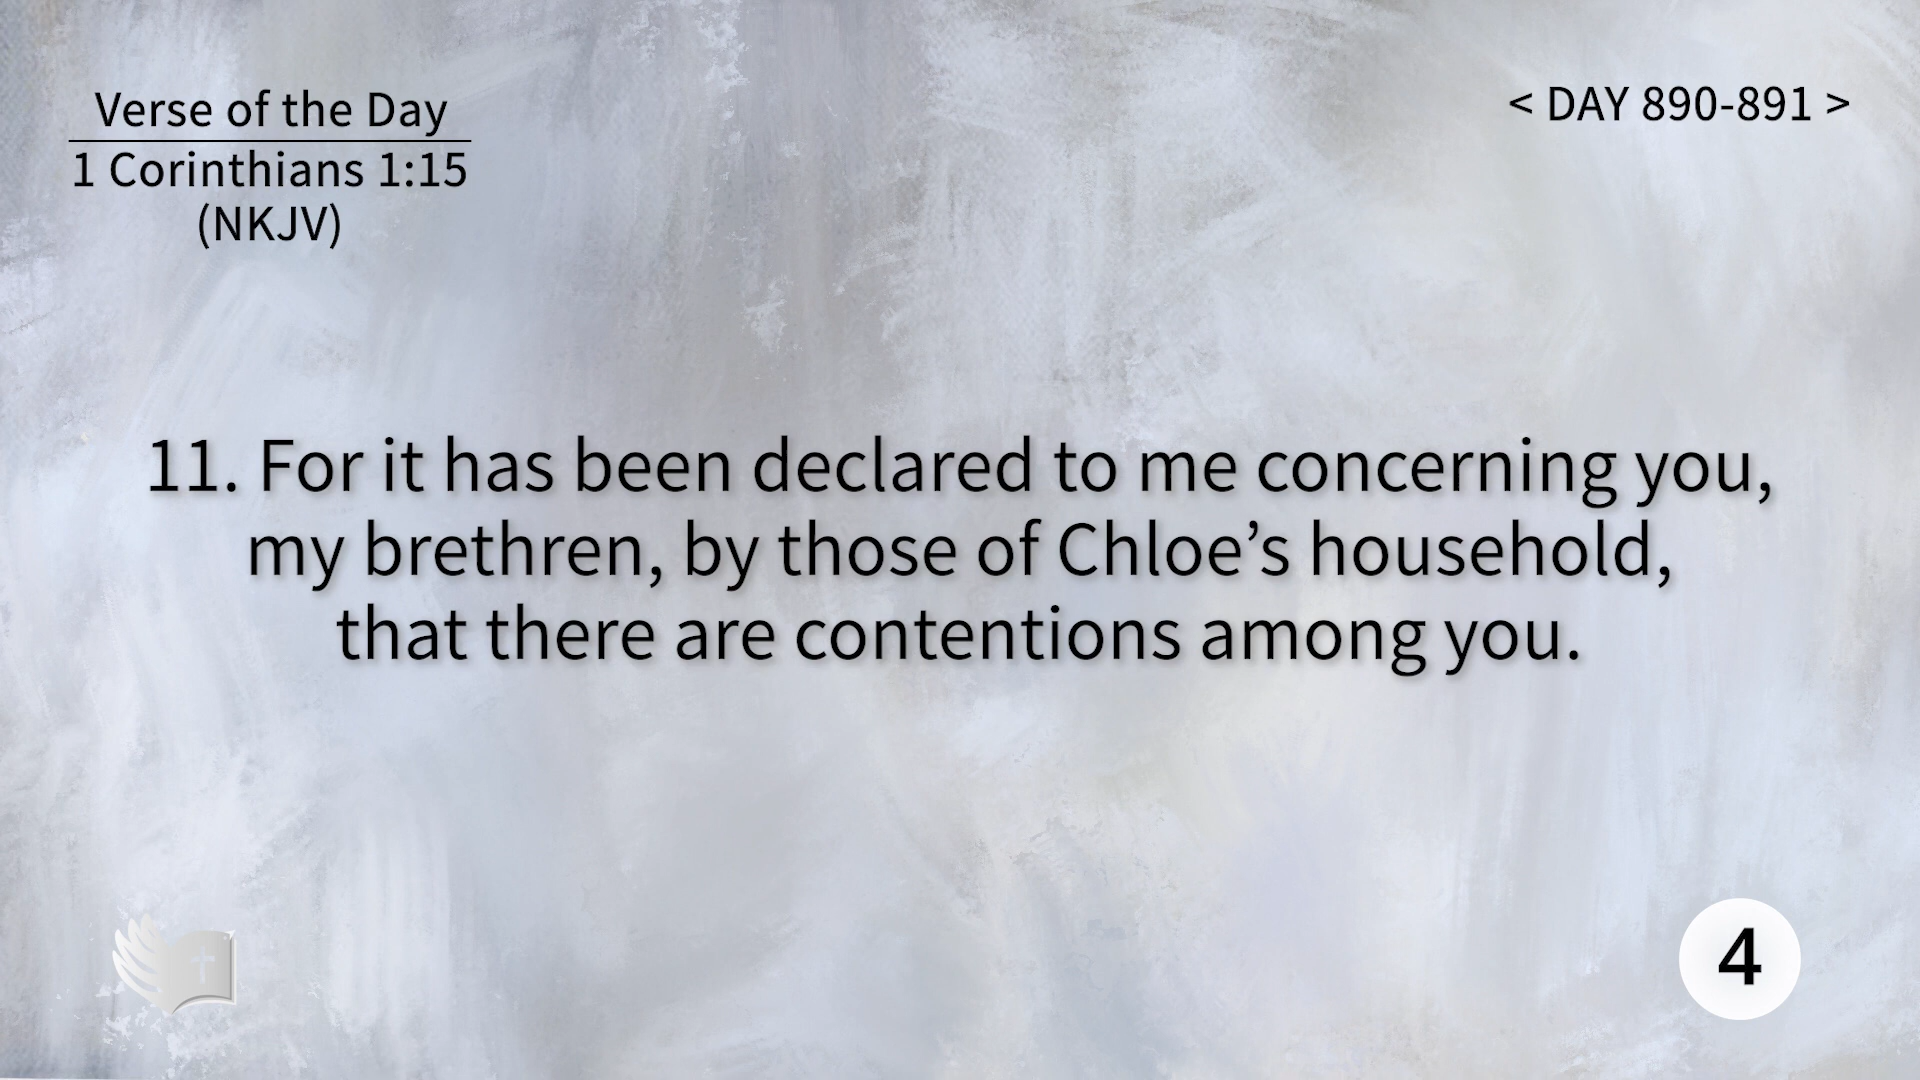 Verse of the Day
1 Corinthians 1:15
(NKJV)
< DAY 890-891 >
11. For it has been declared to me concerning you,
my brethren, by those of Chloe’s household,
that there are contentions among you.
4